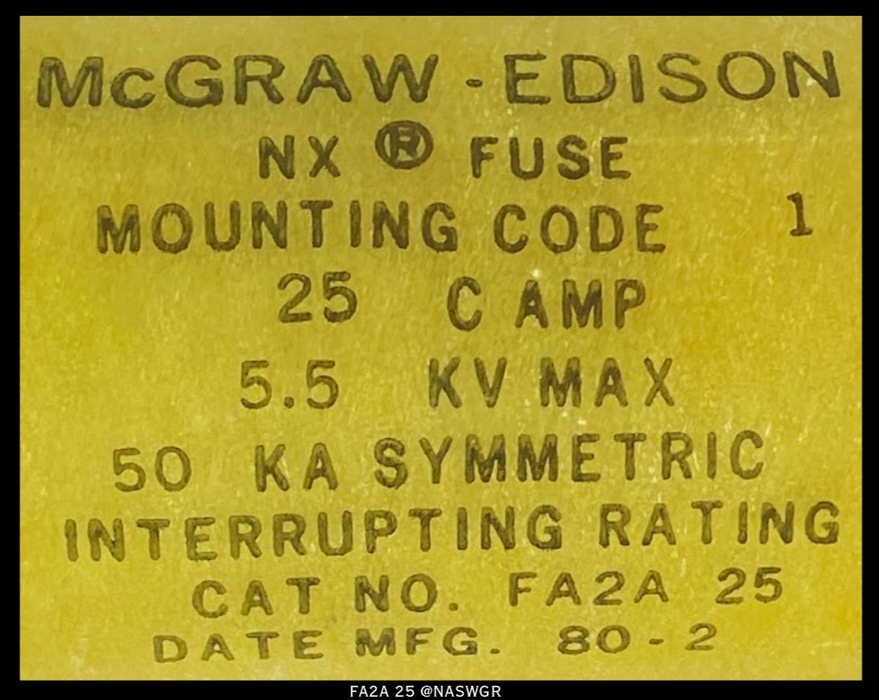 McGRAW-EDISON
NX ® FUSE
MOUNTING CODE 1
25 C AMP
5.5 KV MAX
50 KA SYMMETRIC
INTERRUPTING RATING
CAT NO. FA2A 25
DATE MFG. 80-2
FA2A 25 @NASWGR